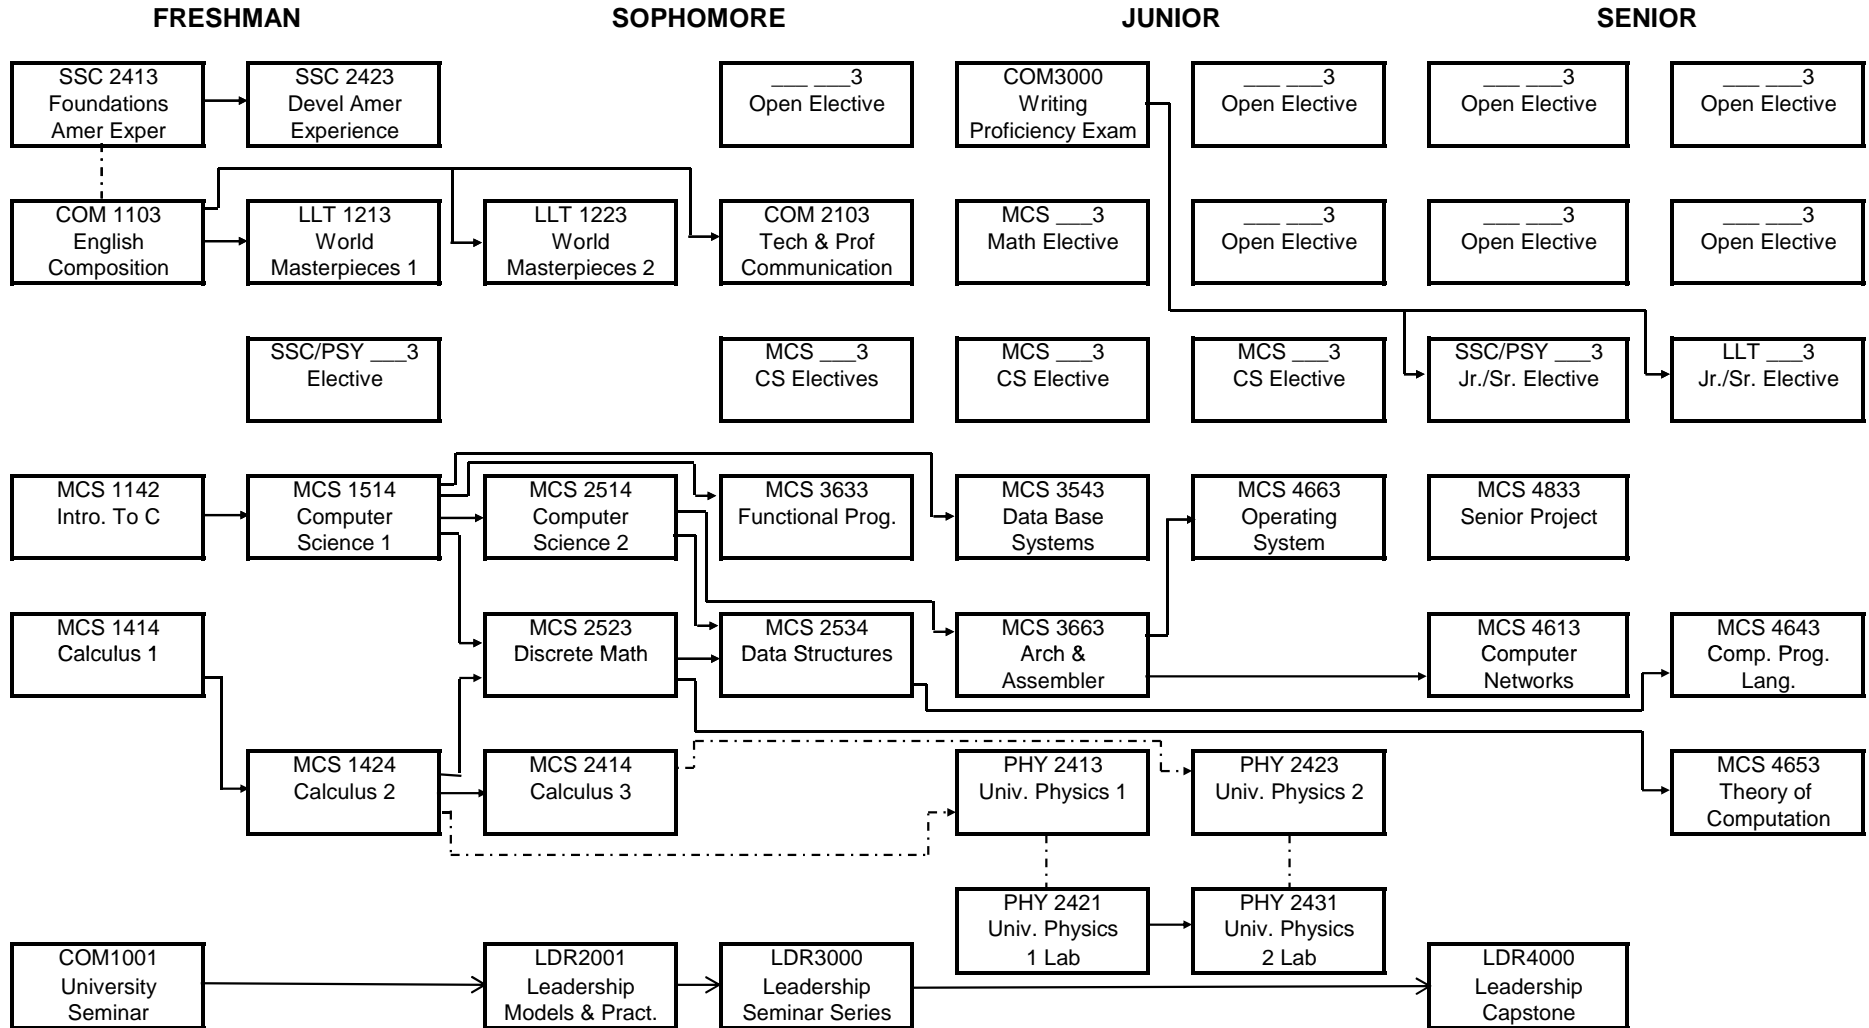 FRESHMAN
SOPHOMORE
JUNIOR
SENIOR
SSC 2413
Foundations
Amer Exper
SSC 2423
Devel Amer
Experience
___ ___3
Open Elective
COM3000
Writing
Proficiency Exam
___ ___3
Open Elective
___ ___3
Open Elective
___ ___3
Open Elective
COM 1103
English
Composition
LLT 1213
World
Masterpieces 1
LLT 1223
World
Masterpieces 2
COM 2103
Tech & Prof
Communication
MCS ___3
Math Elective
___ ___3
Open Elective
___ ___3
Open Elective
___ ___3
Open Elective
SSC/PSY ___3
Elective
MCS ___3
CS Electives
MCS ___3
CS Elective
MCS ___3
CS Elective
SSC/PSY ___3
Jr./Sr. Elective
LLT ___3
Jr./Sr. Elective
MCS 1142
Intro. To C
MCS 1514
Computer
Science 1
MCS 2514
Computer
Science 2
MCS 3633
Functional Prog.
MCS 3543
Data Base
Systems
MCS 4663
Operating
System
MCS 4833
Senior Project
MCS 1414
Calculus 1
MCS 2523
Discrete Math
MCS 2534
Data Structures
MCS 3663
Arch &
Assembler
MCS 4613
Computer
Networks
MCS 4643
Comp. Prog.
Lang.
MCS 1424
Calculus 2
MCS 2414
Calculus 3
PHY 2413
Univ. Physics 1
PHY 2423
Univ. Physics 2
MCS 4653
Theory of
Computation
PHY 2421
Univ. Physics
1 Lab
PHY 2431
Univ. Physics
2 Lab
COM1001
University
Seminar
LDR2001
Leadership
Models & Pract.
LDR3000
Leadership
Seminar Series
LDR4000
Leadership
Capstone